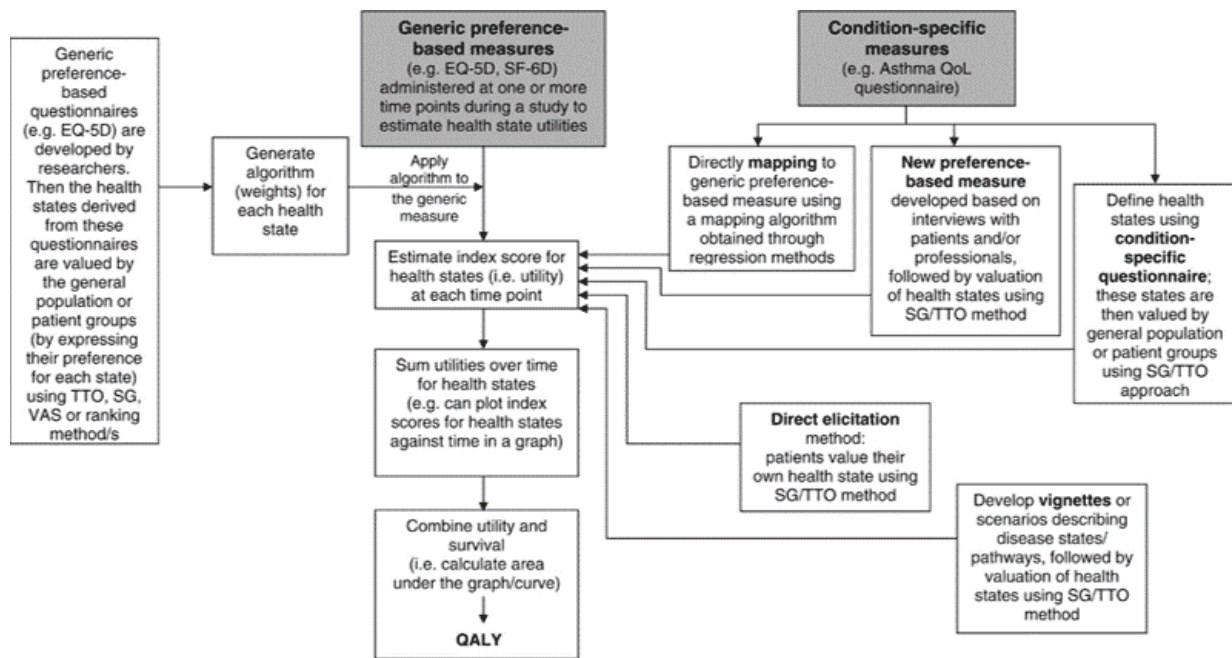 Generic
preference-
based
questionnaires
(e.g. EQ-5D) are
developed by
researchers.
Then the health
states derived
from these
questionnaires
are valued by
the general
population or
patient groups
(by expressing
their preference
for each state)
using TTO, SG,
VAS or ranking
method/s
Generate
algorithm
(weights) for
each health
state
Generic preference-
based measures
(e.g. EQ-5D, SF-6D)
administered at one or more
time points during a study to
estimate health state utilities
Apply
algorithm to
the generic
measure
Estimate index score for
health states (i.e. utility)
at each time point
Sum utilities over time
for health states
(e.g. can plot index
scores for health states
against time in a graph)
Combine utility and
survival
(i.e. calculate area
under the graph/curve)
QALY
Condition-specific
measures
(e.g. Asthma QoL
questionnaire)
Directly mapping to
generic preference-
based measure using
a mapping algorithm
obtained through
regression methods
New preference-
based measure
developed based on
interviews with
patients and/or
professionals,
followed by valuation
of health states using
SG/TTO method
Define health
states using
condition-
specific
questionnaire;
these states are
then valued by
general population
or patient groups
using SG/TTO
approach
Direct elicitation
method:
patients value their
own health state using
SG/TTO method
Develop vignettes or
scenarios describing
disease states/
pathways, followed by
valuation of health
states using SG/TTO
method